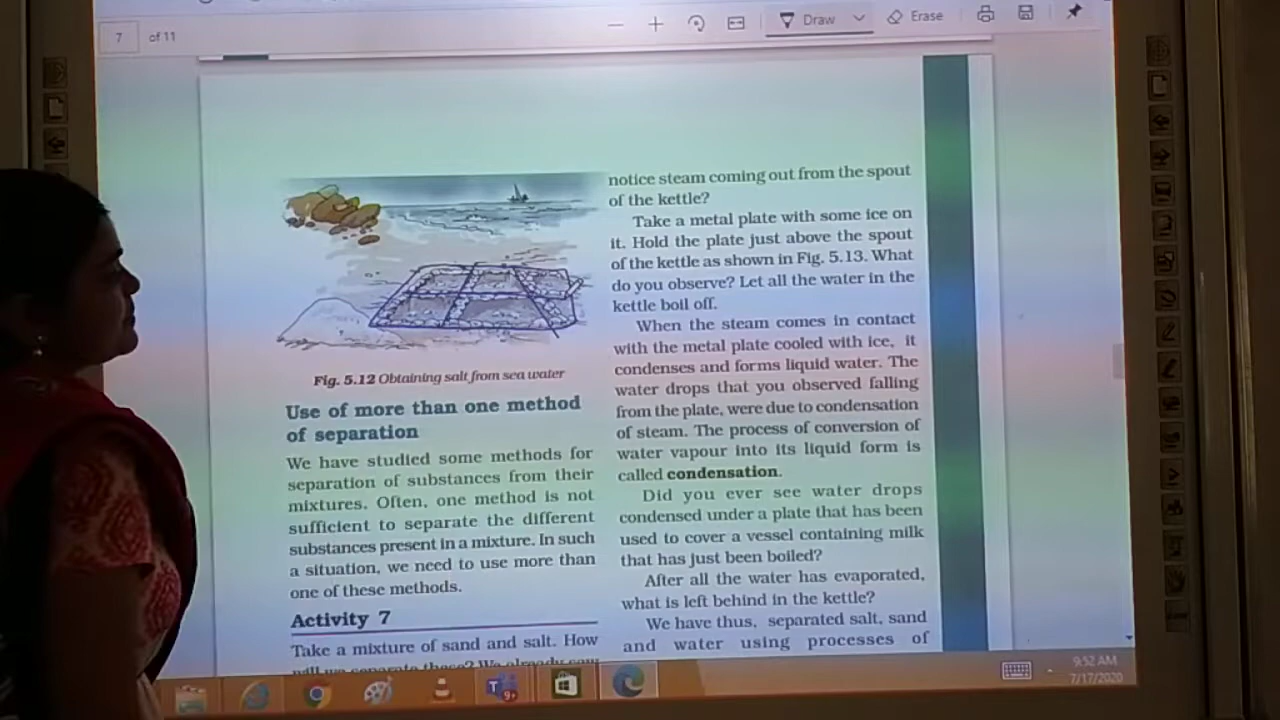 7 of 11
Draw
Erase
Fig. 5.12 Obtaining salt from sea water
Use of more than one method
of separation
We have studied some methods for
separation of substances from their
mixtures. Often, one method is not
sufficient to separate the different
substances present in a mixture. In such
a situation, we need to use more than
one of these methods.
Activity 7
Take a mixture of sand and salt. How
will we separate these? We already saw
notice steam coming out from the spout
of the kettle?
Take a metal plate with some ice on
it. Hold the plate just above the spout
of the kettle as shown in Fig. 5.13. What
do you observe? Let all the water in the
kettle boil off.
When the steam comes in contact
with the metal plate cooled with ice, it
condenses and forms liquid water. The
water drops that you observed falling
from the plate, were due to condensation
of steam. The process of conversion of
water vapour into its liquid form is
called condensation.
Did you ever see water drops
condensed under a plate that has been
used to cover a vessel containing milk
that has just been boiled?
After all the water has evaporated,
what is left behind in the kettle?
We have thus, separated salt, sand
and water using processes of
9:52 AM
7/17/2020